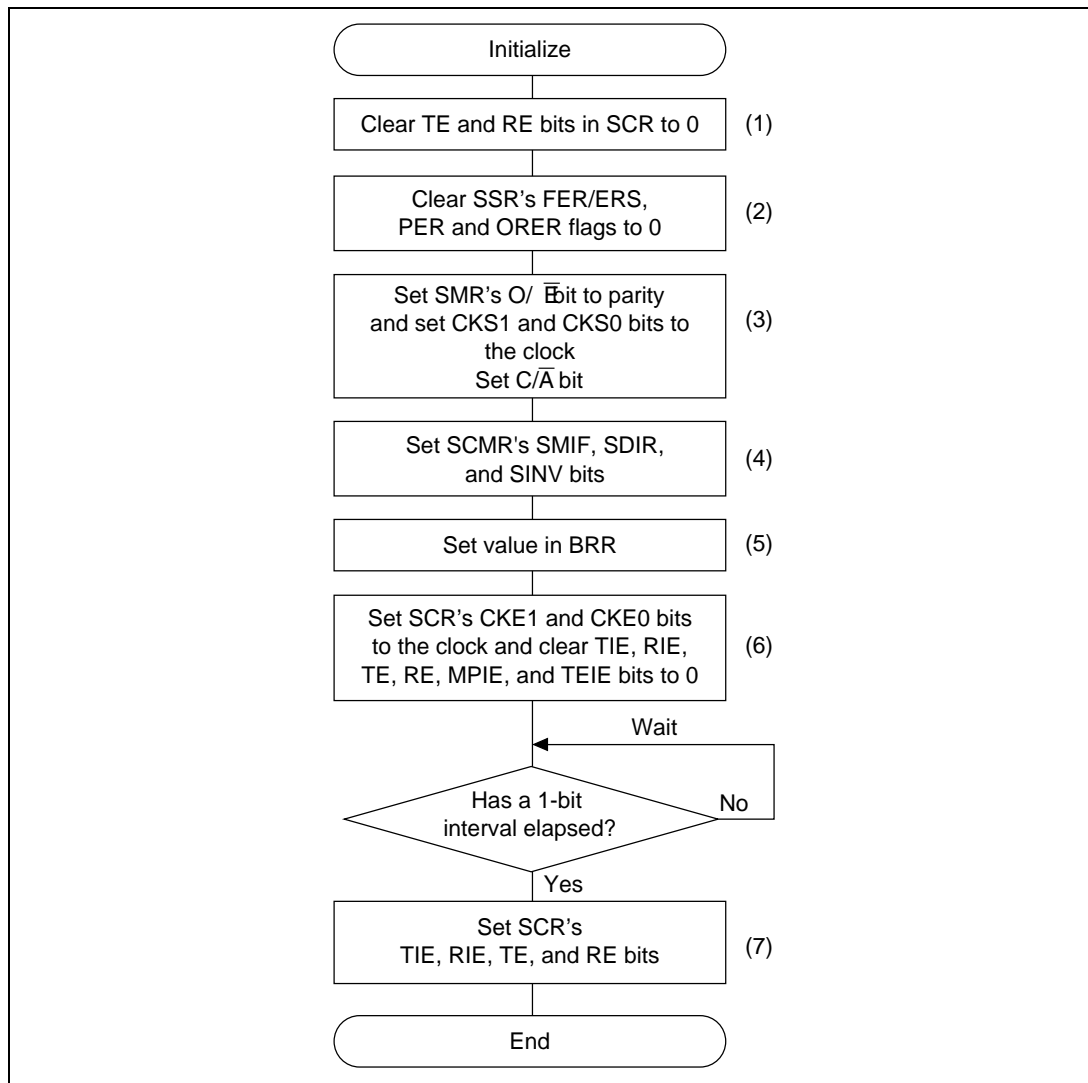 Initialize
Clear TE and RE bits in SCR to 0
(1)
Clear SSR's FER/ERS,
PER and ORER flags to 0
(2)
Set SMR's O/ E̅bit to parity
and set CKS1 and CKS0 bits to
the clock
Set C/A̅ bit
(3)
Set SCMR's SMIF, SDIR,
and SINV bits
(4)
Set value in BRR
(5)
Set SCR's CKE1 and CKE0 bits
to the clock and clear TIE, RIE,
TE, RE, MPIE, and TEIE bits to 0
(6)
Wait
Has a 1-bit
interval elapsed?
No
Yes
Set SCR's
TIE, RIE, TE, and RE bits
(7)
End